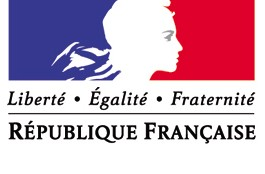 Liberté • Égalité • Fraternité
RÉPUBLIQUE FRANÇAISE